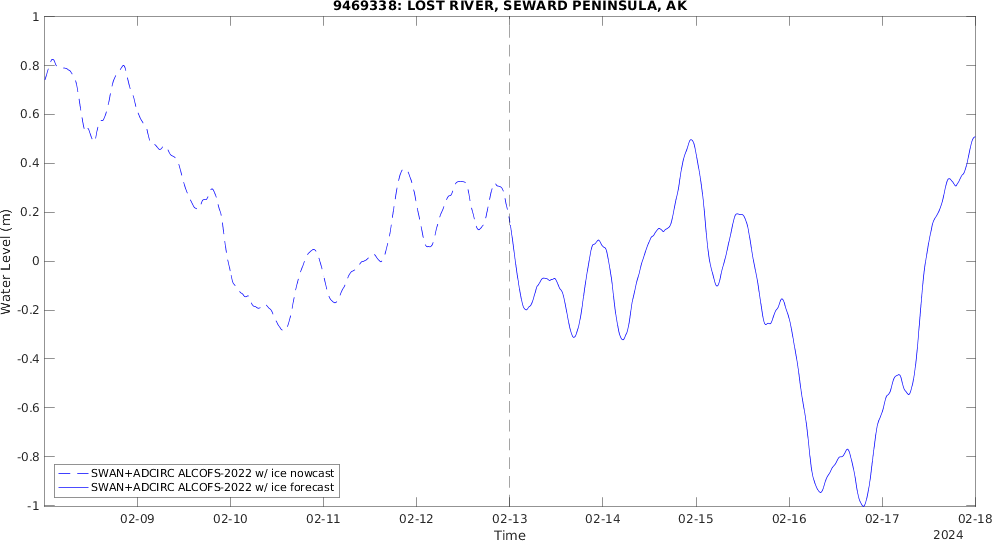 9469338: LOST RIVER, SEWARD PENINSULA, AK
1
0.8
0.6
0.4
0.2
0
-0.2
-0.4
-0.6
-0.8
-1
Water Level (m)
SWAN+ADCIRC ALCOFS-2022 w/ ice nowcast
SWAN+ADCIRC ALCOFS-2022 w/ ice forecast
02-09 02-10 02-11 02-12 02-13 02-14 02-15 02-16 02-17 02-18
Time
2024